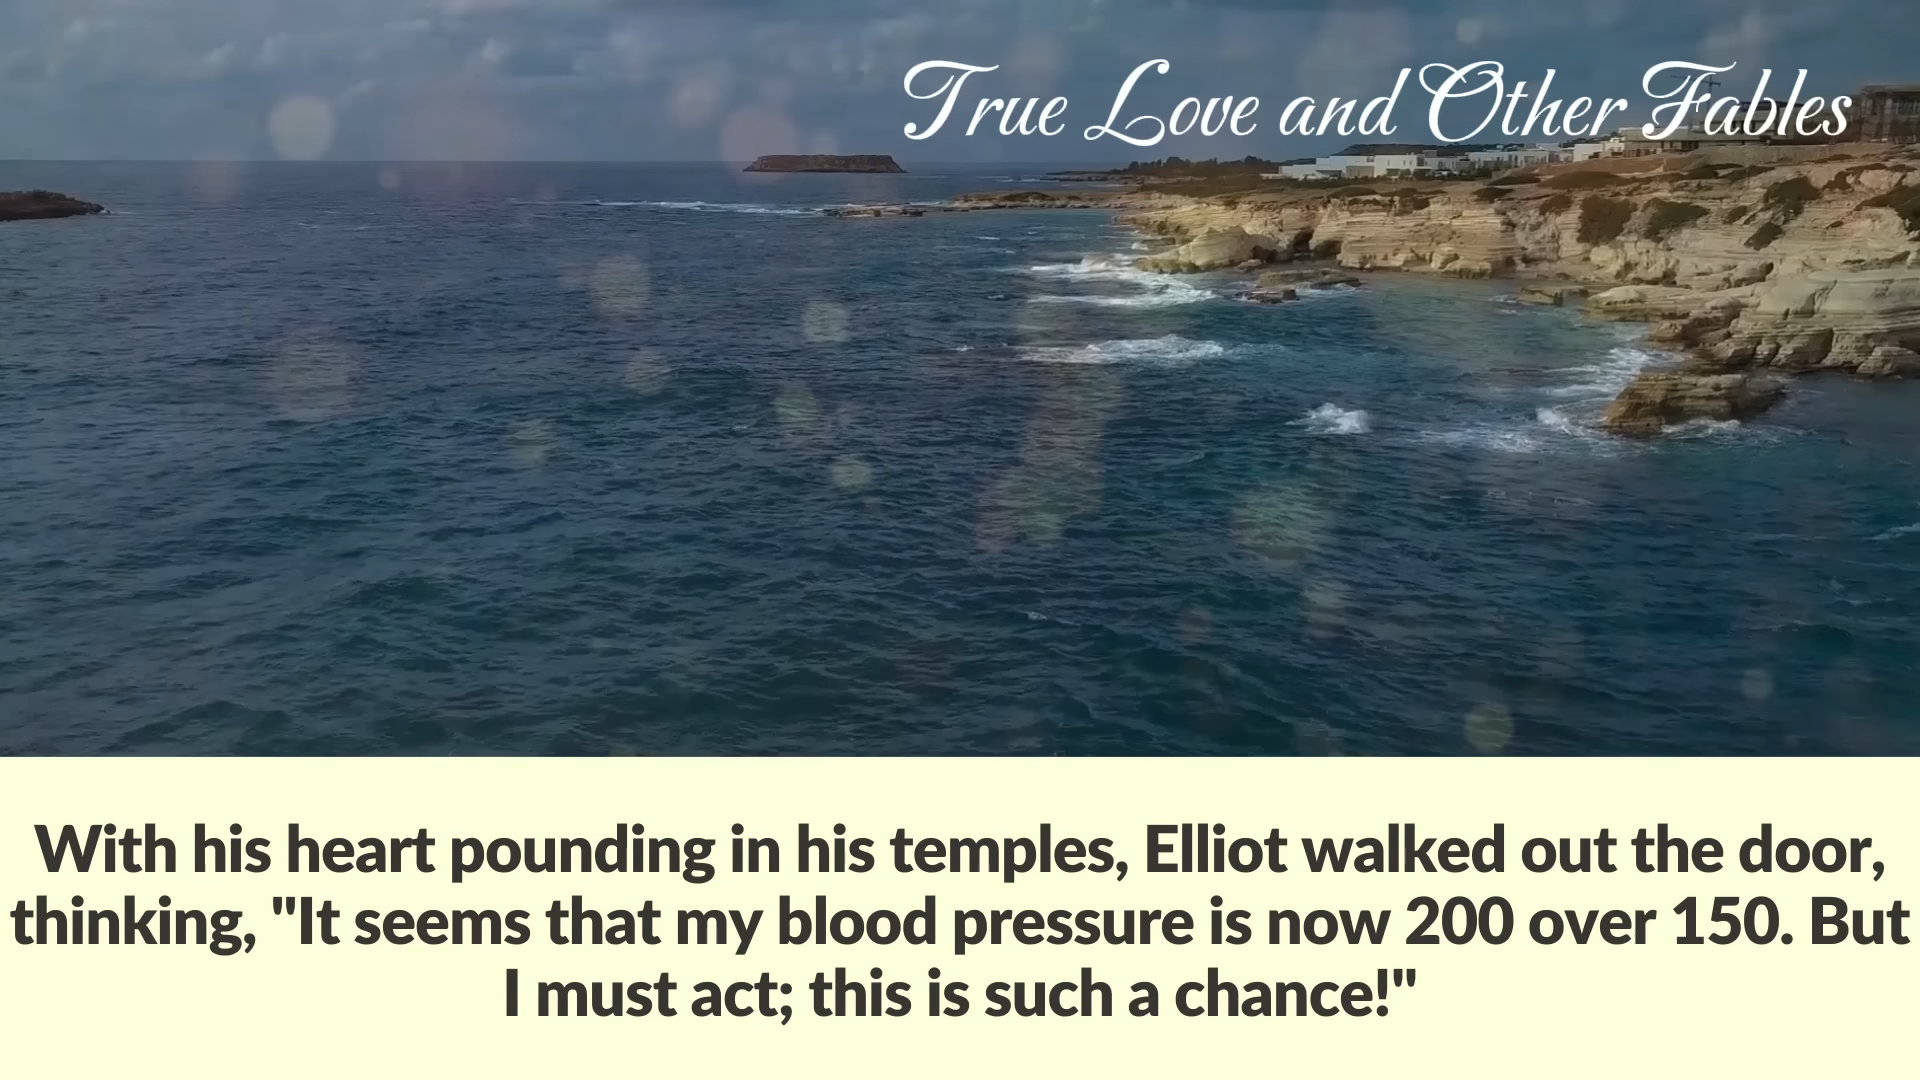 True Love and Other Fables
With his heart pounding in his temples, Elliot walked out the door,
thinking, "It seems that my blood pressure is now 200 over 150. But
I must act; this is such a chance!"